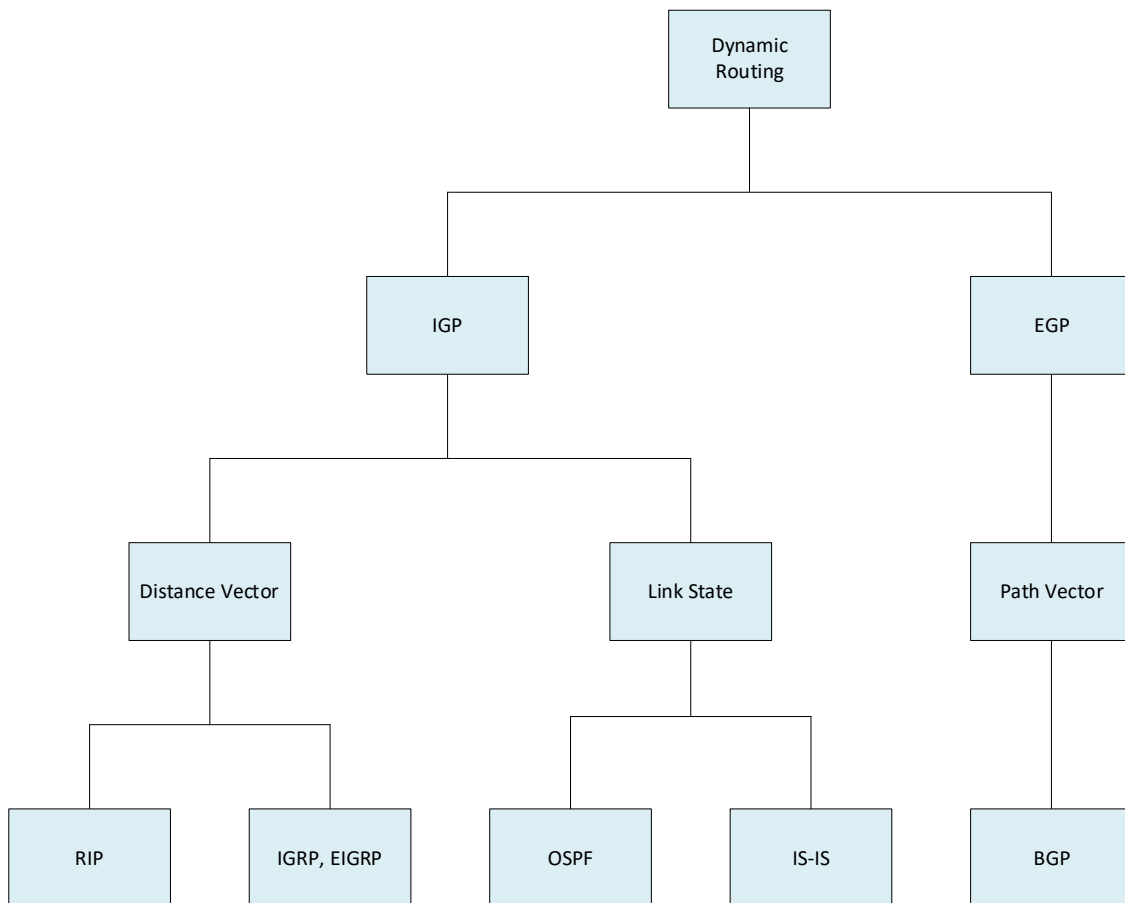 Dynamic
Routing
IGP
EGP
Distance Vector
Link State
Path Vector
RIP
IGRP, EIGRP
OSPF
IS-IS
BGP